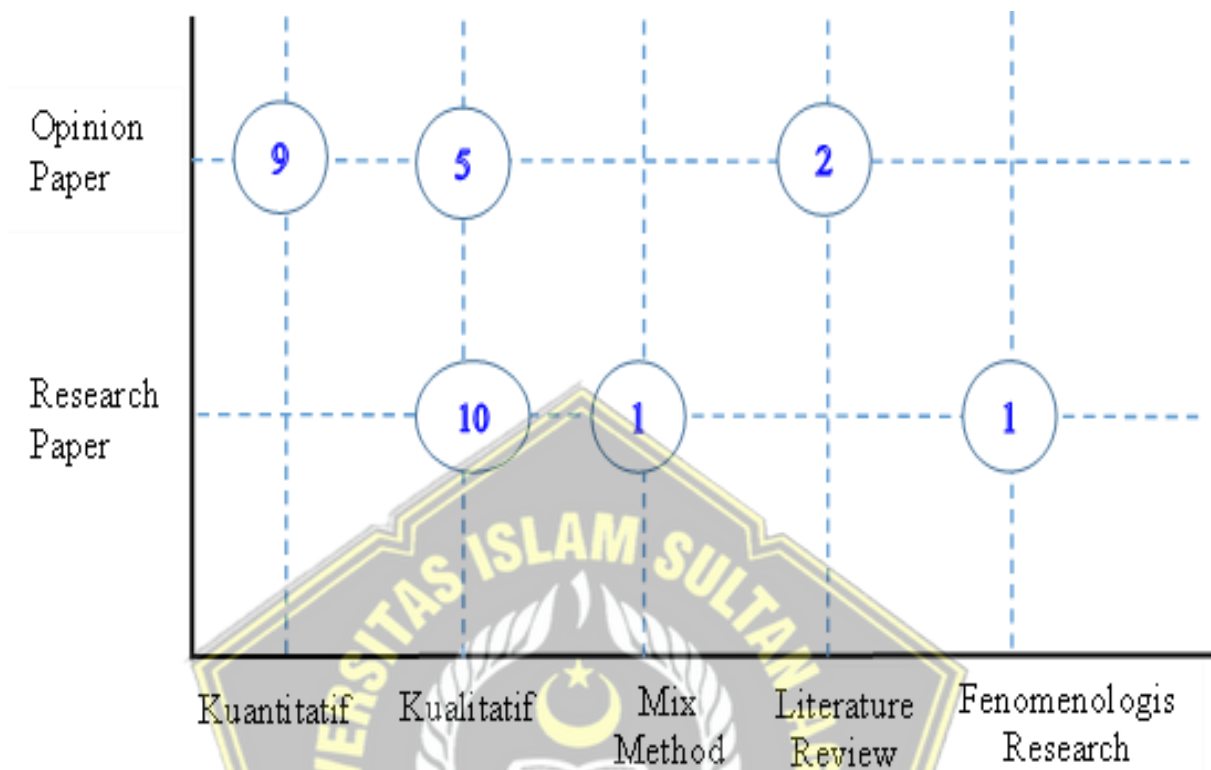 Opinion
Paper
9
5
2
Research
Paper
10
1
1
UNIVERSITAS ISLAM SULTAN
Kuantitatif
Kualitatif
Mix
Method
Literature
Review
Fenomenologis
Research